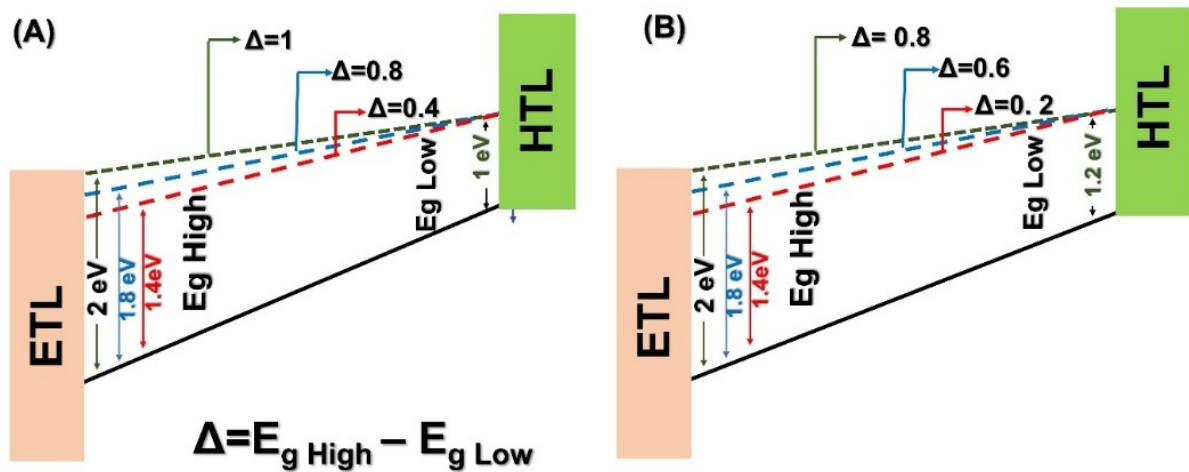 (A)
Δ=1
Δ=0.8
Δ=0.4
HTL
Eg Low
1 eV
Eg High
2 eV
1.8 eV
1.4eV
ETL
Δ=Eg High – Eg Low
(B)
Δ= 0.8
Δ=0.6
Δ=0. 2
HTL
Eg Low
1.2 eV
Eg High
2 eV
1.8 eV
1.4eV
ETL